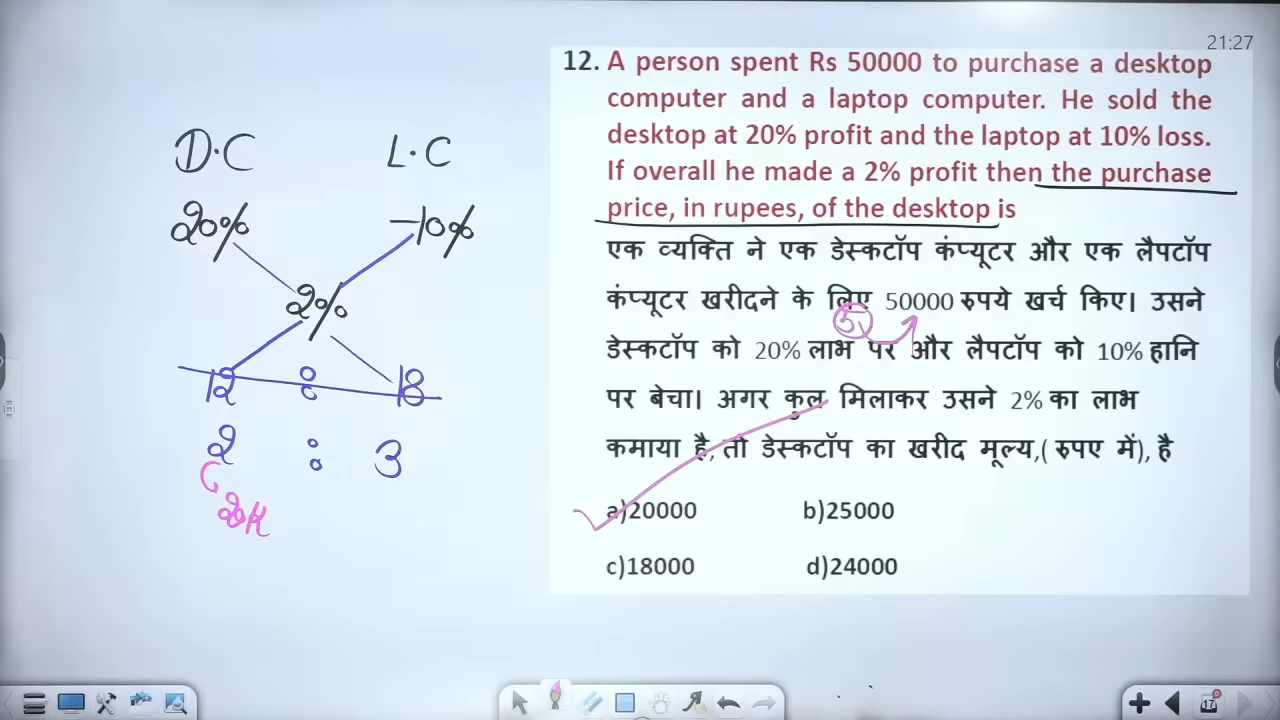 21:27
D.C L.C
20% -10%
2%
12 : 18
2 : 3
20K
12. A person spent Rs 50000 to purchase a desktop
computer and a laptop computer. He sold the
desktop at 20% profit and the laptop at 10% loss.
If overall he made a 2% profit then the purchase
price, in rupees, of the desktop is
एक व्यक्ति ने एक डेस्कटॉप कंप्यूटर और एक लैपटॉप
कंप्यूटर खरीदने के लिए 50000 रुपये खर्च किए। उसने
5
डेस्कटॉप को 20% लाभ पर और लैपटॉप को 10% हानि
पर बेचा। अगर कुल मिलाकर उसने 2% का लाभ
कमाया है, तो डेस्कटॉप का खरीद मूल्य,( रुपए में), है
a)20000 b)25000
c)18000 d)24000
17